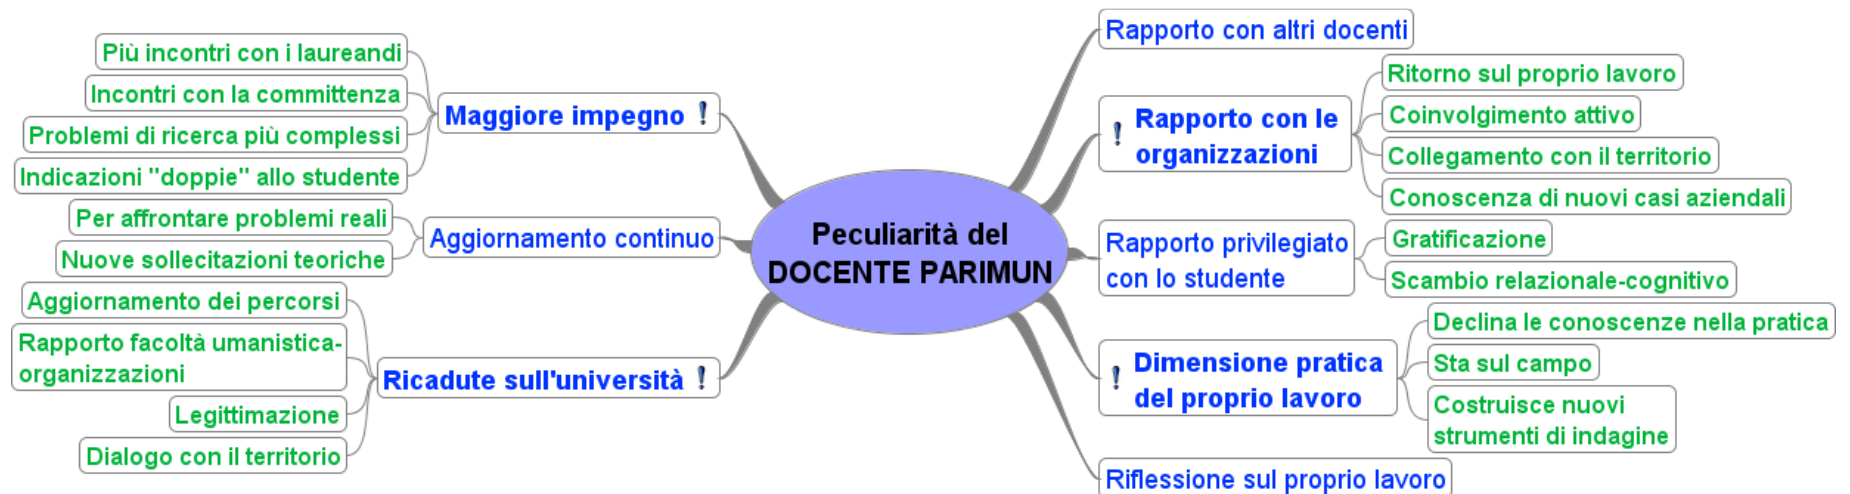 Peculiarità del
DOCENTE PARIMUN
Maggiore impegno
Più incontri con i laureandi
Incontri con la committenza
Problemi di ricerca più complessi
Indicazioni "doppie" allo studente
Aggiornamento continuo
Per affrontare problemi reali
Nuove sollecitazioni teoriche
Ricadute sull'università
Aggiornamento dei percorsi
Rapporto facoltà umanistica-
organizzazioni
Legittimazione
Dialogo con il territorio
Rapporto con altri docenti
Rapporto con le
organizzazioni
Ritorno sul proprio lavoro
Coinvolgimento attivo
Collegamento con il territorio
Conoscenza di nuovi casi aziendali
Rapporto privilegiato
con lo studente
Gratificazione
Scambio relazionale-cognitivo
Dimensione pratica
del proprio lavoro
Declina le conoscenze nella pratica
Sta sul campo
Costruisce nuovi
strumenti di indagine
Riflessione sul proprio lavoro